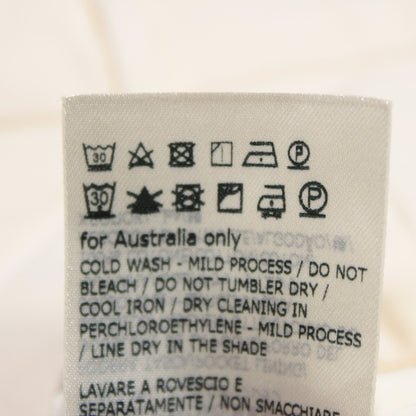 30 P
30 P
for Australia only
COLD WASH - MILD PROCESS / DO NOT
BLEACH / DO NOT TUMBLER DRY /
COOL IRON / DRY CLEANING IN
PERCHLOROETHYLENE - MILD PROCESS
/ LINE DRY IN THE SHADE
LAVARE A ROVESCIO E
SEPARATAMENTE / NON SMACCHIARE